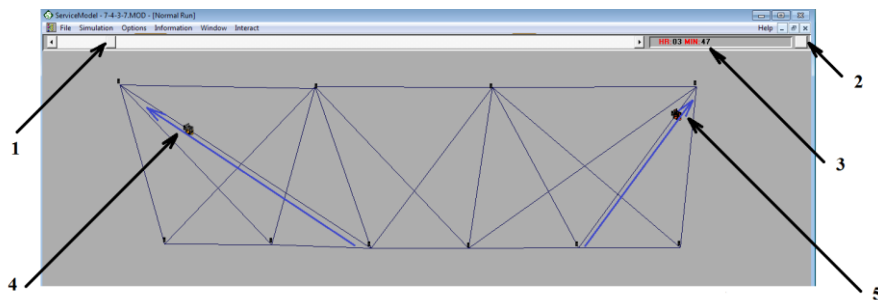 ServiceModel - 7-4-3-7.MOD - [Normal Run]
File Simulation Options Information Window Interact Help
HR:03 MIN:47
1
2
3
4
5